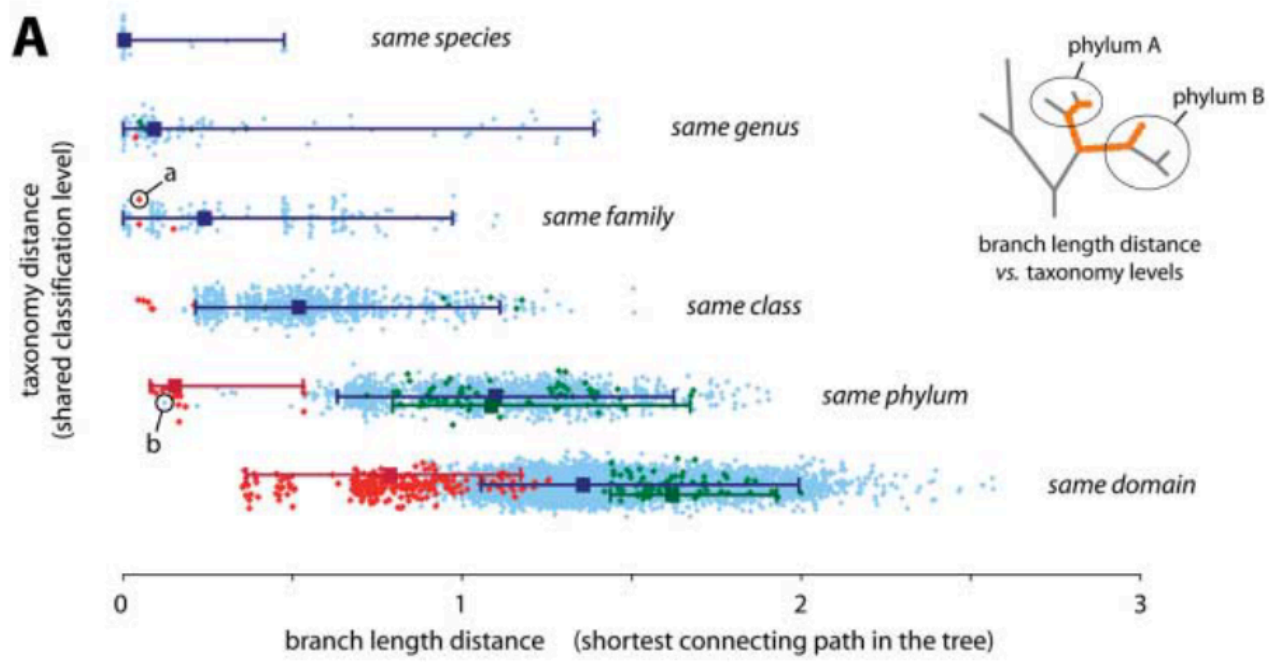 A
same species
phylum A
phylum B
same genus
a
same family
branch length distance
vs. taxonomy levels
taxonomy distance
(shared classification level)
same class
same phylum
b
same domain
0 1 2 3
branch length distance (shortest connecting path in the tree)